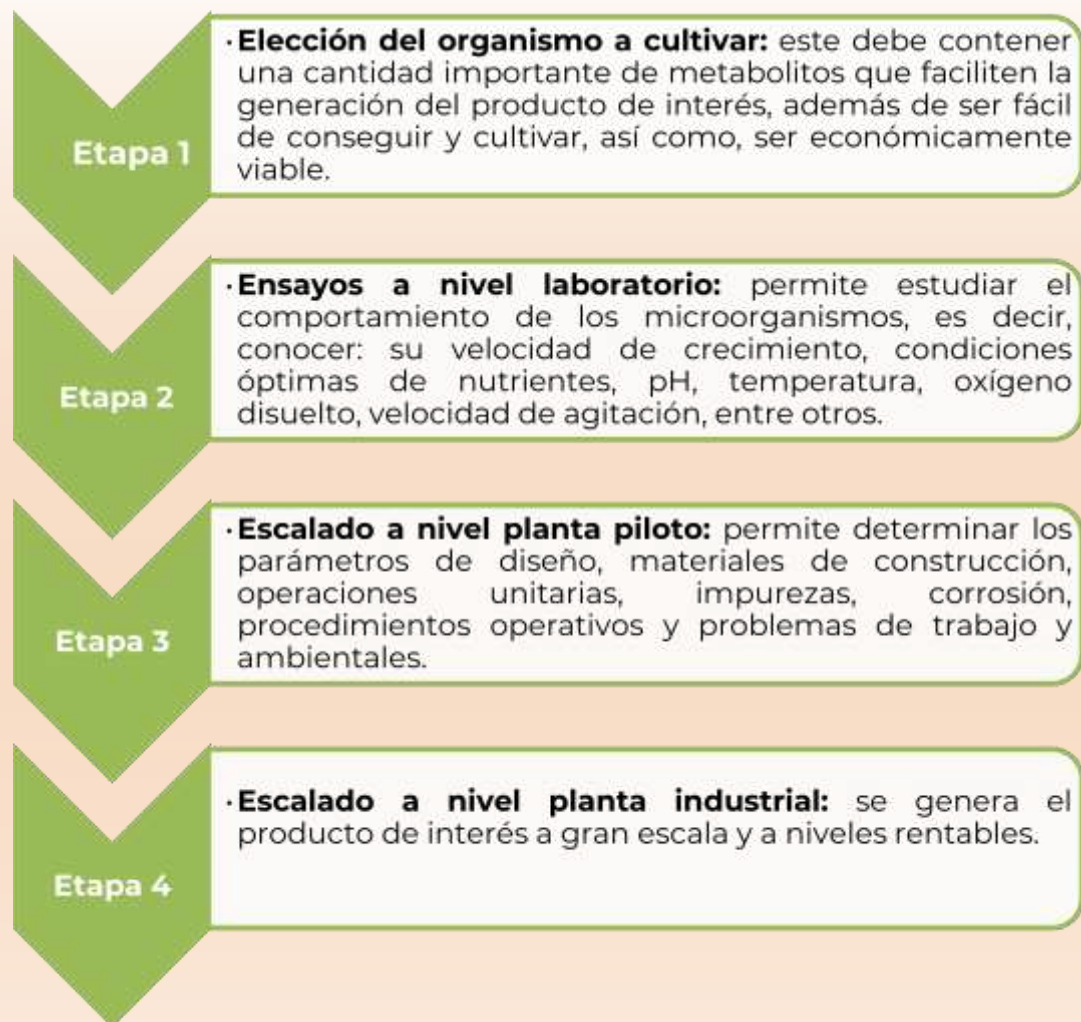 Etapa 1
·Elección del organismo a cultivar: este debe contener
una cantidad importante de metabolitos que faciliten la
generación del producto de interés, además de ser fácil
de conseguir y cultivar, así como, ser económicamente
viable.
Etapa 2
·Ensayos a nivel laboratorio: permite estudiar el
comportamiento de los microorganismos, es decir,
conocer: su velocidad de crecimiento, condiciones
óptimas de nutrientes, pH, temperatura, oxígeno
disuelto, velocidad de agitación, entre otros.
Etapa 3
·Escalado a nivel planta piloto: permite determinar los
parámetros de diseño, materiales de construcción,
operaciones unitarias, impurezas, corrosión,
procedimientos operativos y problemas de trabajo y
ambientales.
Etapa 4
·Escalado a nivel planta industrial: se genera el
producto de interés a gran escala y a niveles rentables.